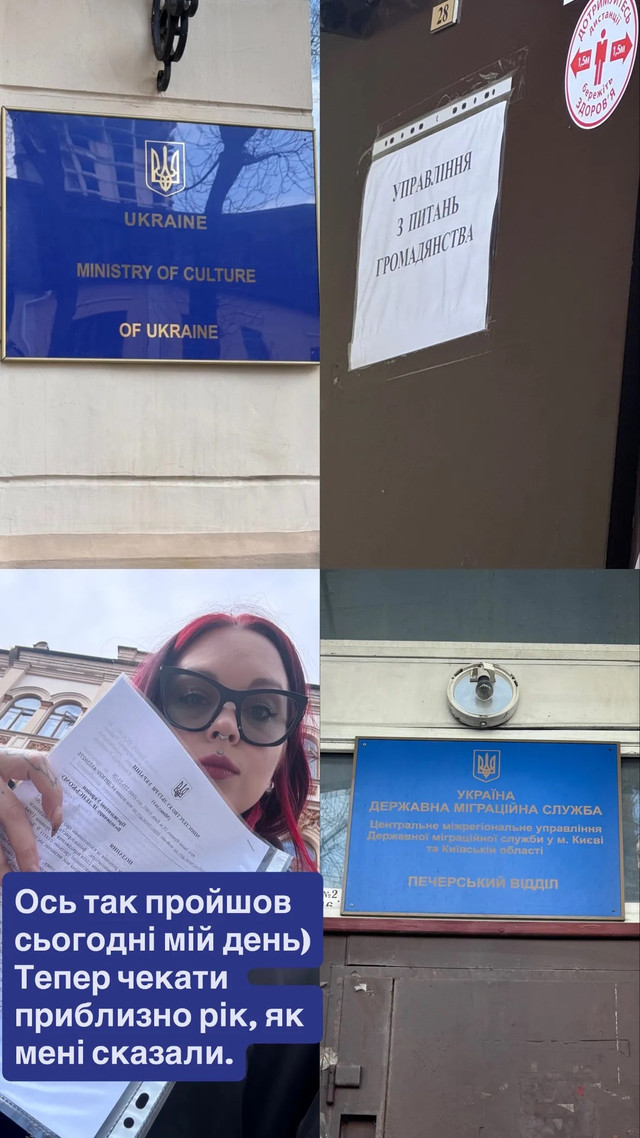 UKRAINE
MINISTRY OF CULTURE
OF UKRAINE
28
ДОТРИМУЙТЕСЬ
дистанції
1,5м
1,5м
бережіть
ЗДОРОВ'Я
УПРАВЛІННЯ
З ПИТАНЬ
ГРОМАДЯНСТВА
Ось так пройшов
сьогодні мій день)
Тепер чекати
приблизно рік, як
мені сказали.
УКРАЇНА
ДЕРЖАВНА МІГРАЦІЙНА СЛУЖБА
Центральне міжрегіональне управління
Державної міграційної служби у м. Києві
та Київській області
ПЕЧЕРСЬКИЙ ВІДДІЛ
№2